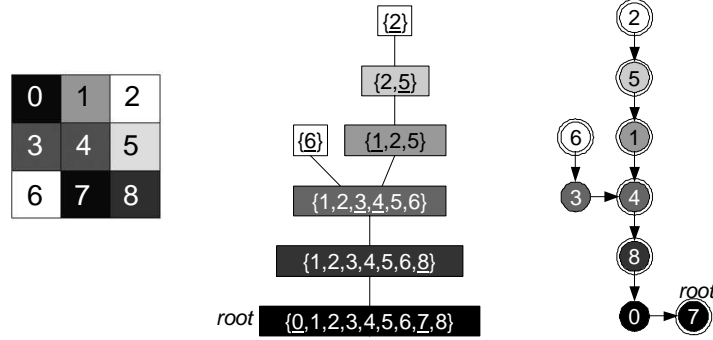 0 1 2
3 4 5
6 7 8
{2}
{2,5}
{6} {1,2,5}
{1,2,3,4,5,6}
{1,2,3,4,5,6,8}
root {0,1,2,3,4,5,6,7,8}
2
5
6 1
3 4
8
root
0 7